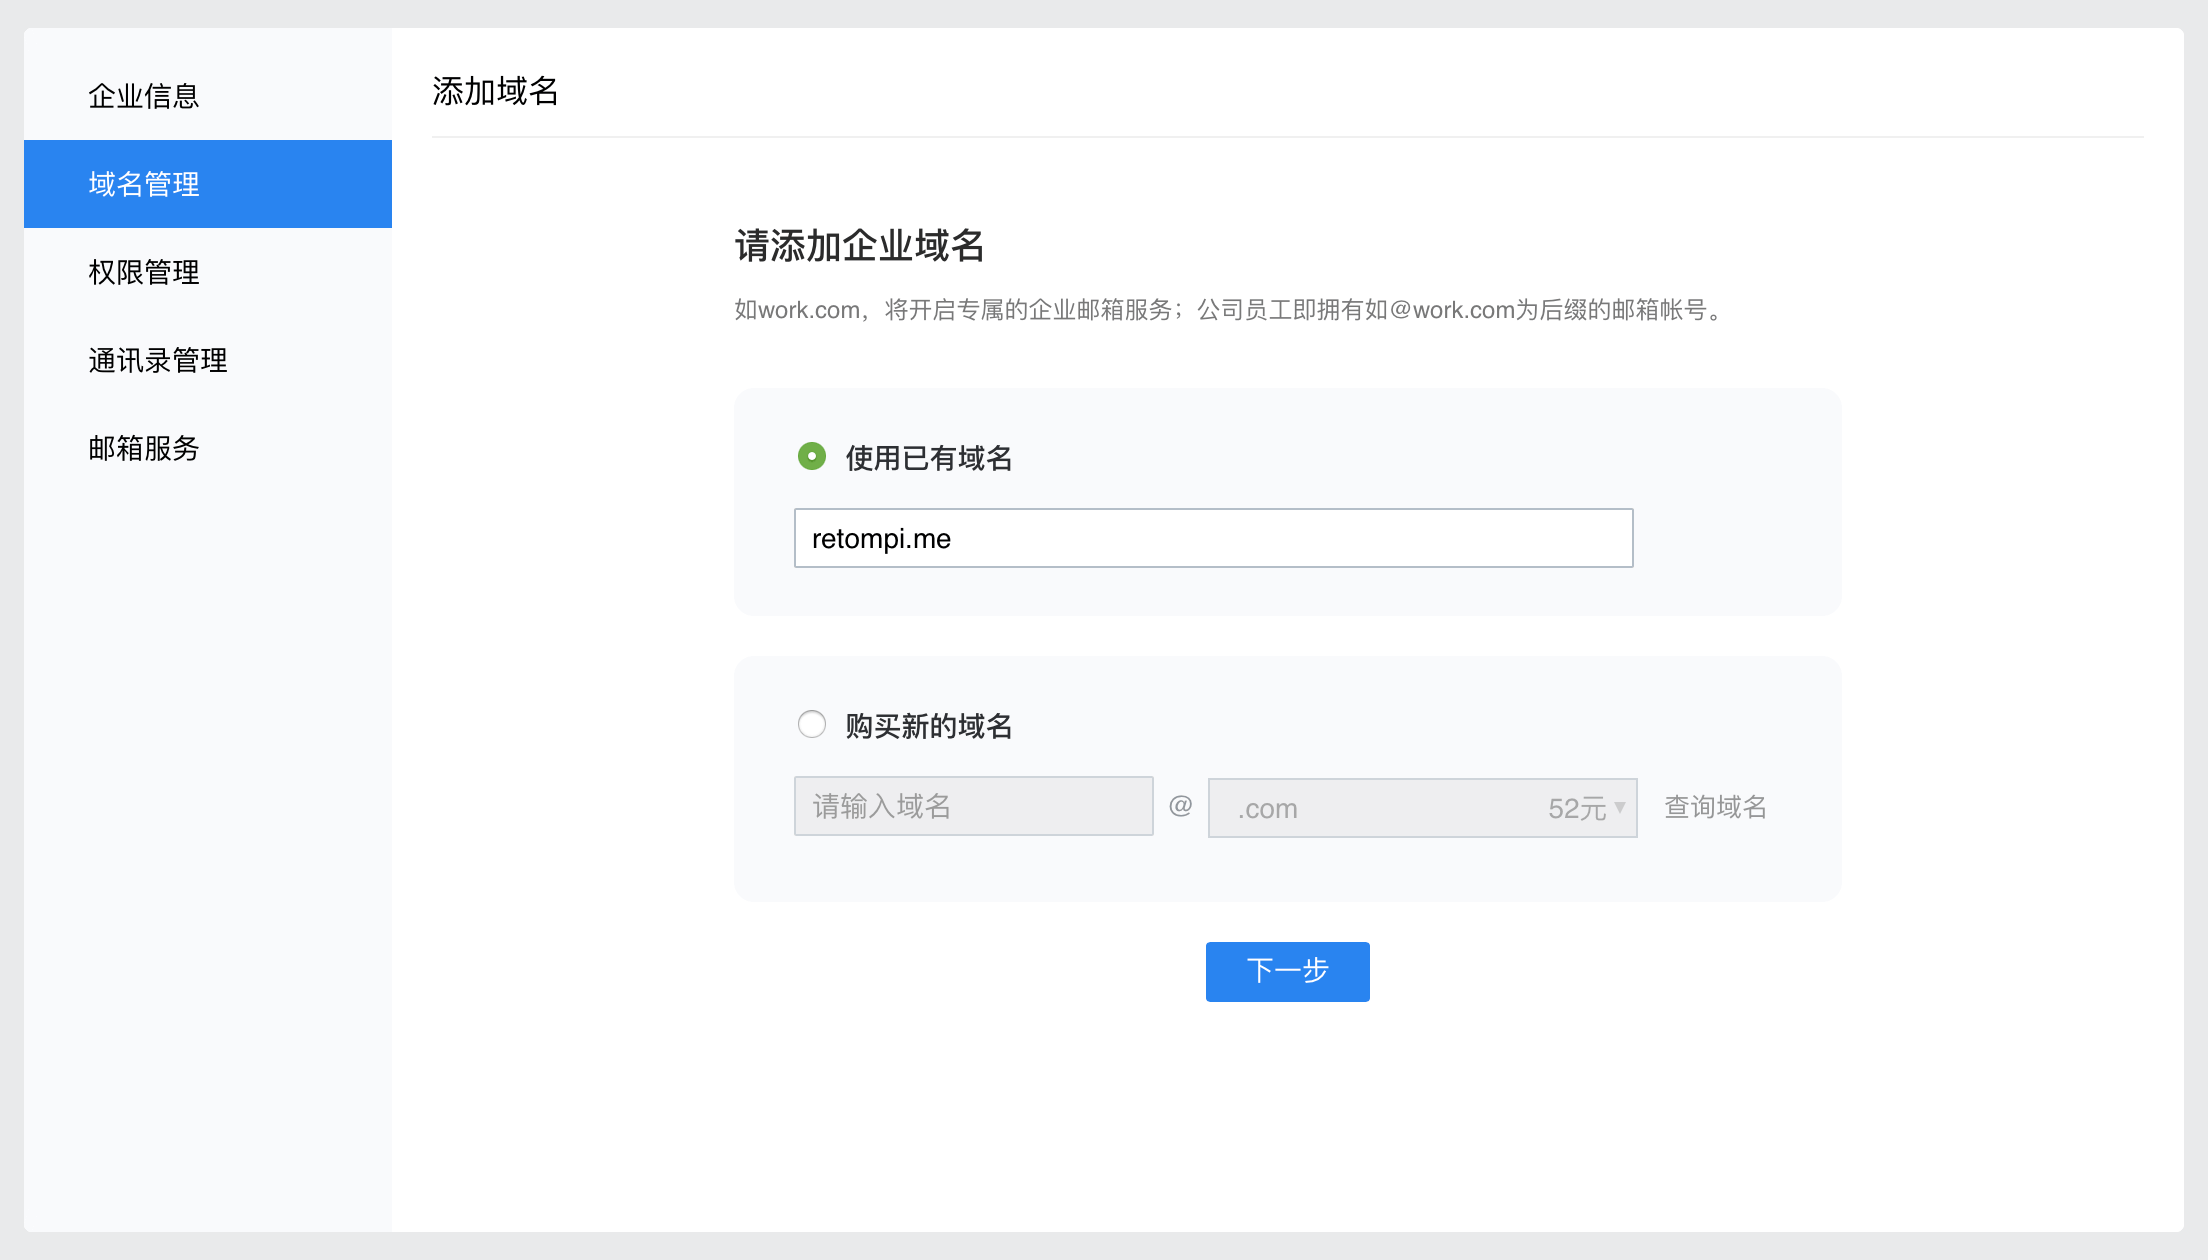 企业信息
域名管理
权限管理
通讯录管理
邮箱服务
添加域名
请添加企业域名
如work.com，将开启专属的企业邮箱服务；公司员工即拥有如@work.com为后缀的邮箱帐号。
使用已有域名
retompi.me
购买新的域名
请输入域名 @ .com 52元 查询域名
下一步